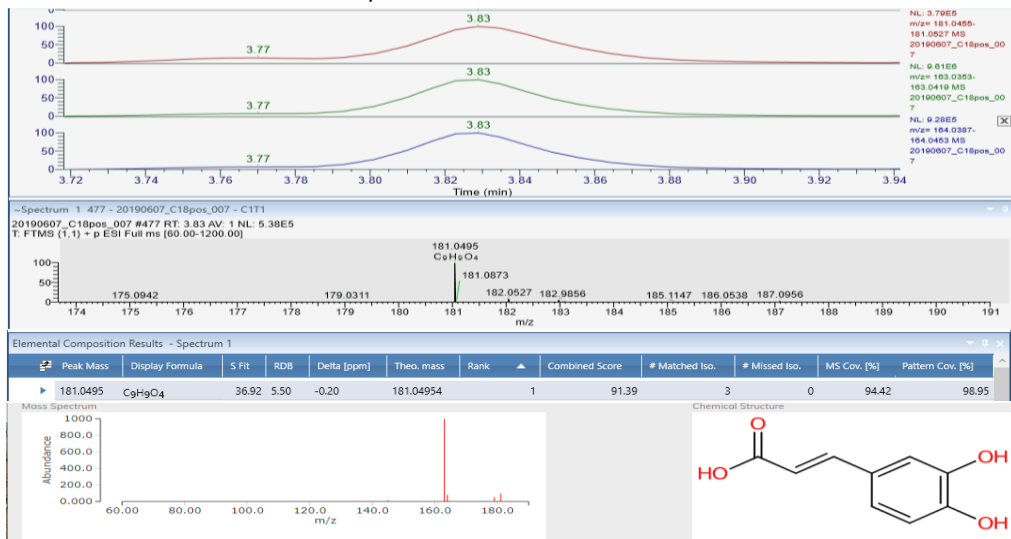 0
100
50
0
3.77
3.83
NL: 3.79E5
m/z= 181.0455-
181.0527 MS
20190607_C18pos_00
7
100
50
0
3.77
3.83
NL: 9.61E6
m/z= 163.0353-
163.0419 MS
20190607_C18pos_00
7
100
50
0
3.77
3.83
NL: 9.28E5
m/z= 164.0387-
164.0453 MS
20190607_C18pos_00
7
3.72 3.74 3.76 3.78 3.80 3.82 3.84 3.86 3.88 3.90 3.92 3.94
Time (min)
~Spectrum 1 477 - 20190607_C18pos_007 - C1T1
20190607_C18pos_007 #477 RT: 3.83 AV: 1 NL: 5.38E5
T: FTMS (1,1) + p ESI Full ms [60.00-1200.00]
100
50
0
181.0495
C9H9O4
181.0873
175.0942 179.0311 182.0527 182.9856 185.1147 186.0538 187.0956
174 175 176 177 178 179 180 181 182 183 184 185 186 187 188 189 190 191
m/z
Elemental Composition Results - Spectrum 1
Peak Mass Display Formula S Fit RDB Delta [ppm] Theo. mass Rank Combined Score # Matched Iso. # Missed Iso. MS Cov. [%] Pattern Cov. [%]
181.0495 C9H9O4 36.92 5.50 -0.20 181.04954 1 91.39 3 0 94.42 98.95
Mass Spectrum
1000
800.0
600.0
400.0
200.0
0.000
Abundance
60.00 80.00 100.0 120.0 140.0 160.0 180.0
m/z
Chemical Structure
O
HO
OH
OH